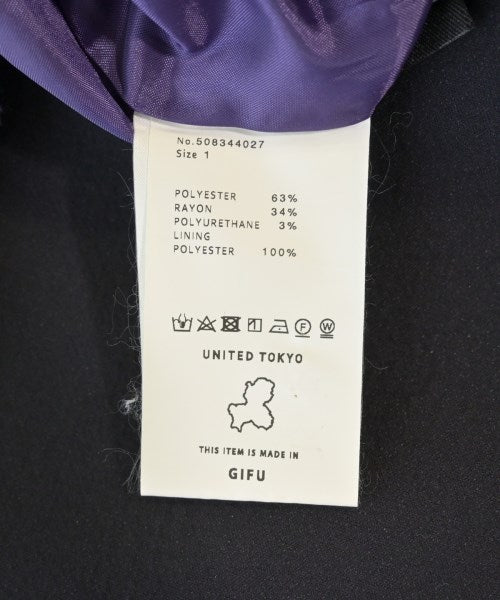 No.508344027
Size 1
POLYESTER 63%
RAYON 34%
POLYURETHANE 3%
LINING
POLYESTER 100%
F W
UNITED TOKYO
THIS ITEM IS MADE IN
GIFU